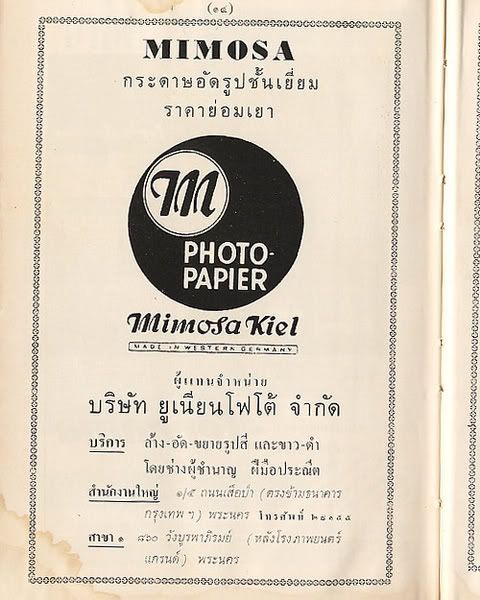 (๑๔)
MIMOSA
กระดาษอัดรูปชั้นเยี่ยม
ราคาย่อมเยา
m
PHOTO-
PAPIER
Mimosa Kiel
MADE IN WESTERN GERMANY
ผู้แทนจำหน่าย
บริษัท ยูเนียนโฟโต้ จำกัด
บริการ ล้าง-อัด-ขยายรูปสี และขาว-ดำ
โดยช่างผู้ชำนาญ ฝีมือประณีต
สำนักงานใหญ่ ๑/๕ ถนนเสือป่า (ตรงข้ามธนาคาร
กรุงเทพ ฯ) พระนคร โทรศัพท์ ๒๘๑๔๔
สาขา ๑ ๘๖๐ วังบูรพาภิรมย์ (หลังโรงภาพยนตร์
แกรนด์) พระนคร